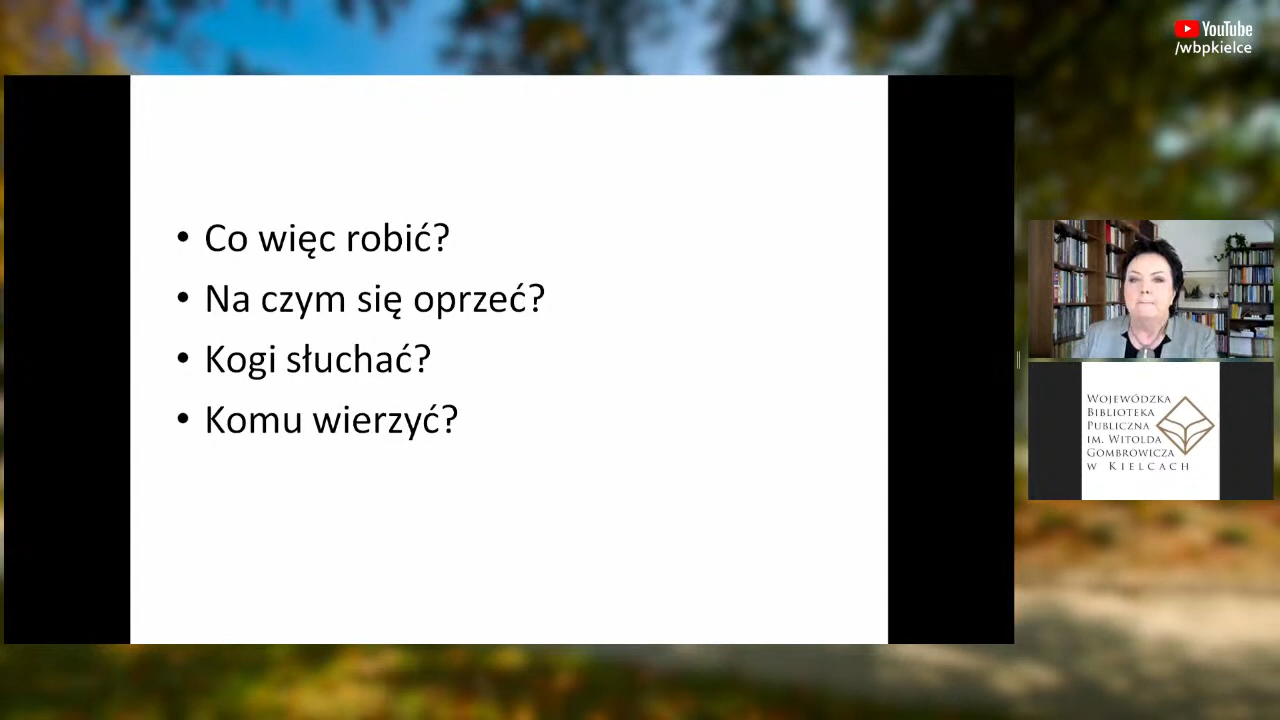 YouTube
/wbpkielce
• Co więc robić?
• Na czym się oprzeć?
• Kogi słuchać?
• Komu wierzyć?
Wojewódzka
Biblioteka
Publiczna
im. Witolda
Gombrowicza
w Kielcach